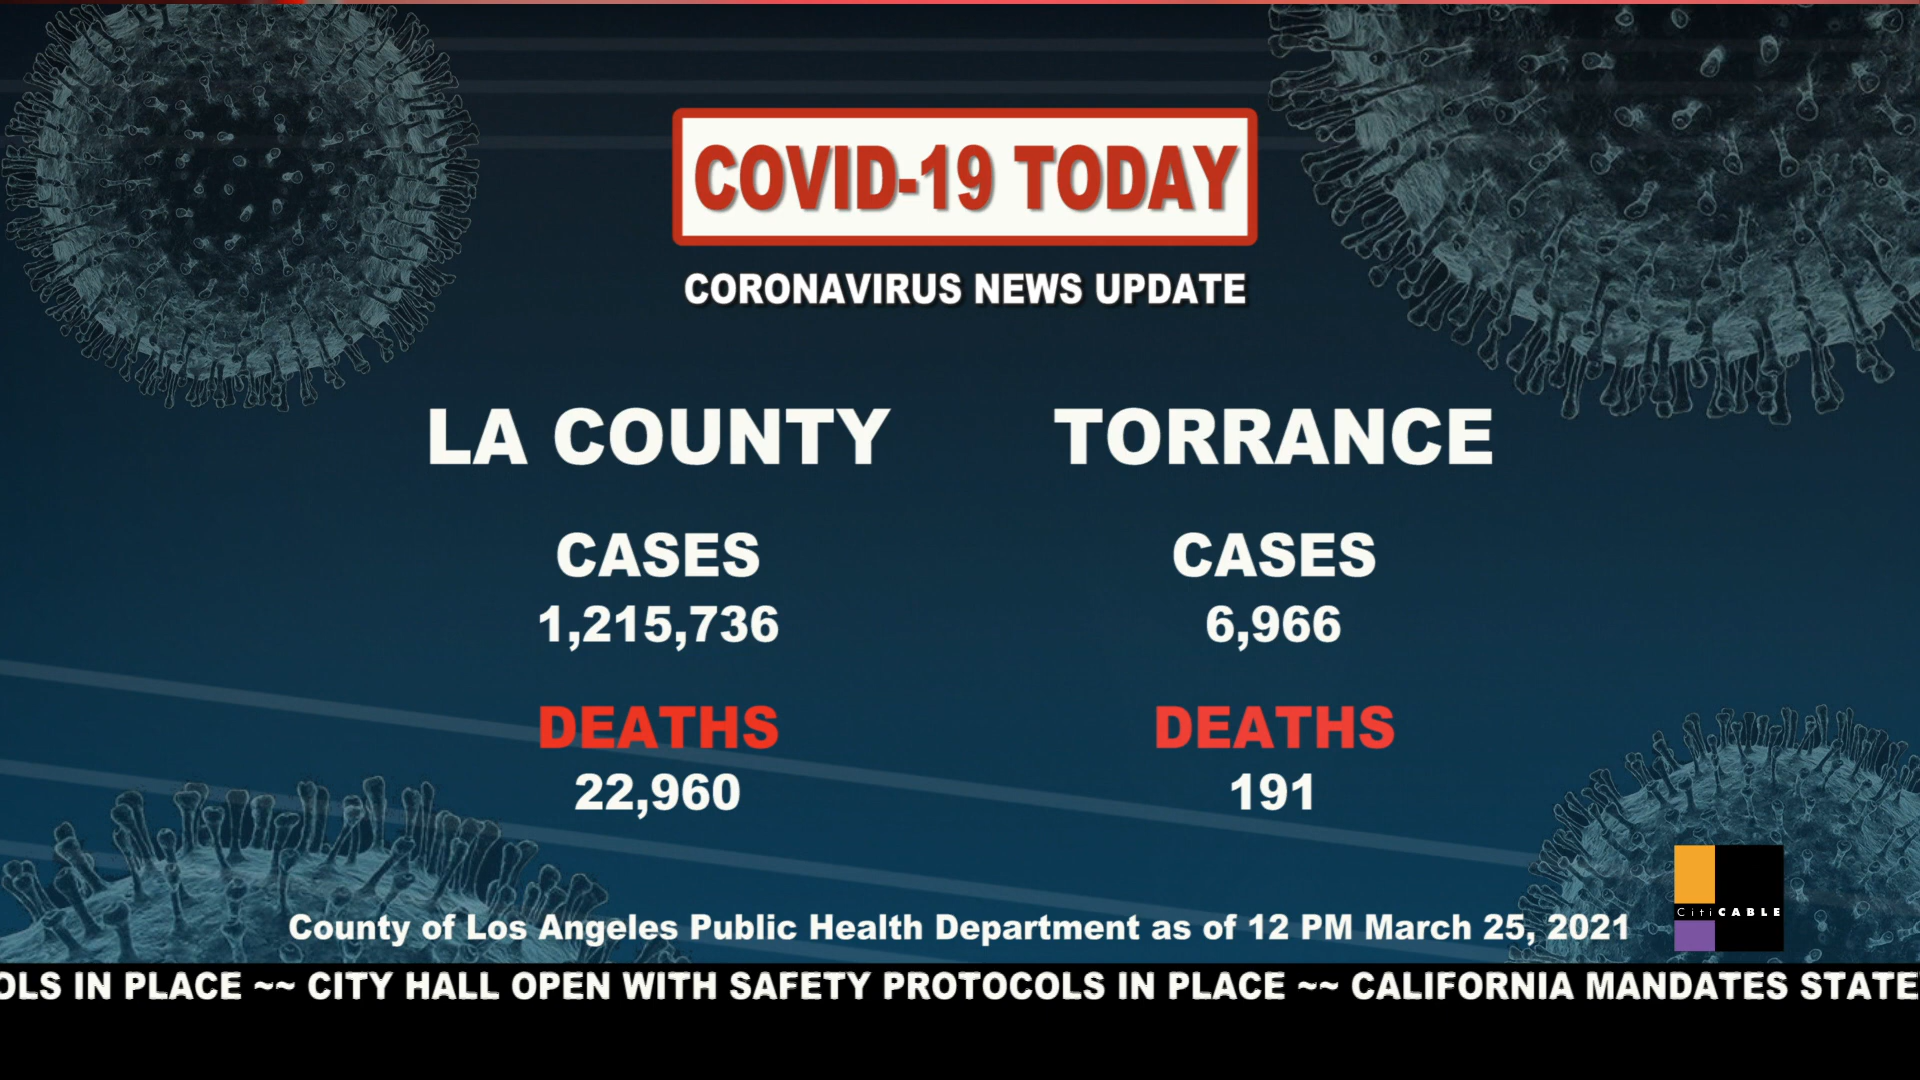 COVID-19 TODAY
CORONAVIRUS NEWS UPDATE
LA COUNTY
CASES
1,215,736
DEATHS
22,960
TORRANCE
CASES
6,966
DEATHS
191
County of Los Angeles Public Health Department as of 12 PM March 25, 2021
CitiCABLE
OLS IN PLACE ~~ CITY HALL OPEN WITH SAFETY PROTOCOLS IN PLACE ~~ CALIFORNIA MANDATES STATE